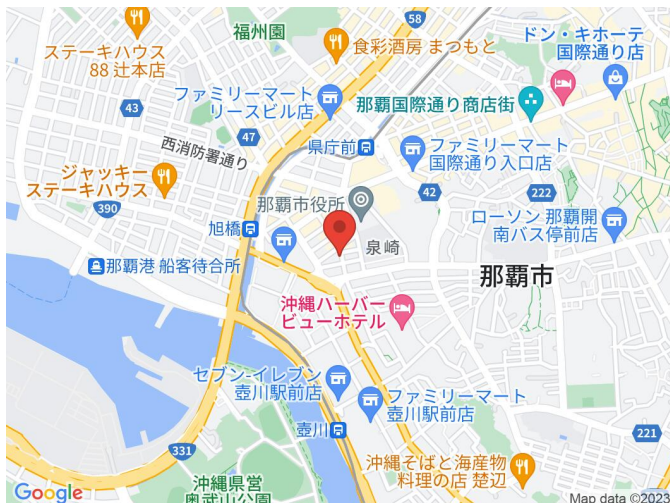 58
福州園
ステーキハウス
88 辻本店
食彩酒房 まつもと
ドン・キホーテ
国際通り店
ファミリーマート
リースビル店
那覇国際通り商店街
43
47
西消防署通り
県庁前
ファミリーマート
国際通り入口店
ジャッキー
ステーキハウス
42
222
390
那覇市役所
ローソン 那覇開
南バス停前店
旭橋
泉崎
那覇港 船客待合所
那覇市
沖縄ハーバー
ビューホテル
セブン-イレブン
壺川駅前店
ファミリーマート
壺川駅前店
壺川
331
221
沖縄そばと海産物
料理の店 楚辺
沖縄県営
奥武山公園
Google
Map data ©2023